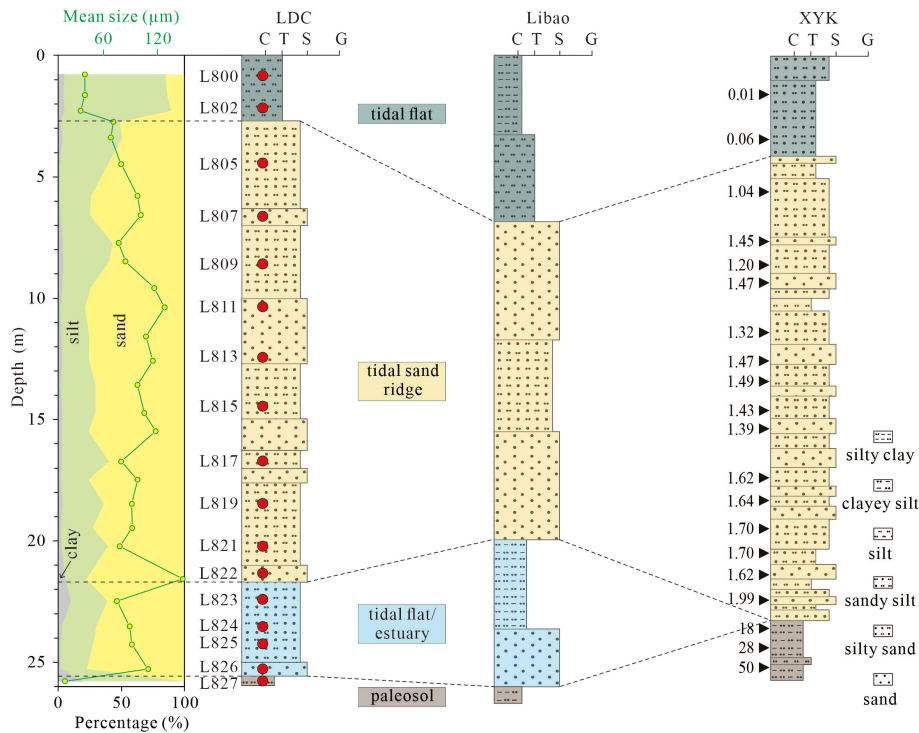 Mean size (μm)
60 120
LDC
C T S G
Libao
C T S G
XYK
C T S G
Depth (m)
0
5
10
15
20
25
silt
sand
clay
0 50 100
Percentage (%)
L800
L802
L805
L807
L809
L811
L813
L815
L817
L819
L821
L822
L823
L824
L825
L826
L827
tidal flat
tidal sand
ridge
tidal flat/
estuary
paleosol
0.01
0.06
1.04
1.45
1.20
1.47
1.32
1.47
1.49
1.43
1.39
1.62
1.64
1.70
1.70
1.62
1.99
18
28
50
silty clay
clayey silt
silt
sandy silt
silty sand
sand